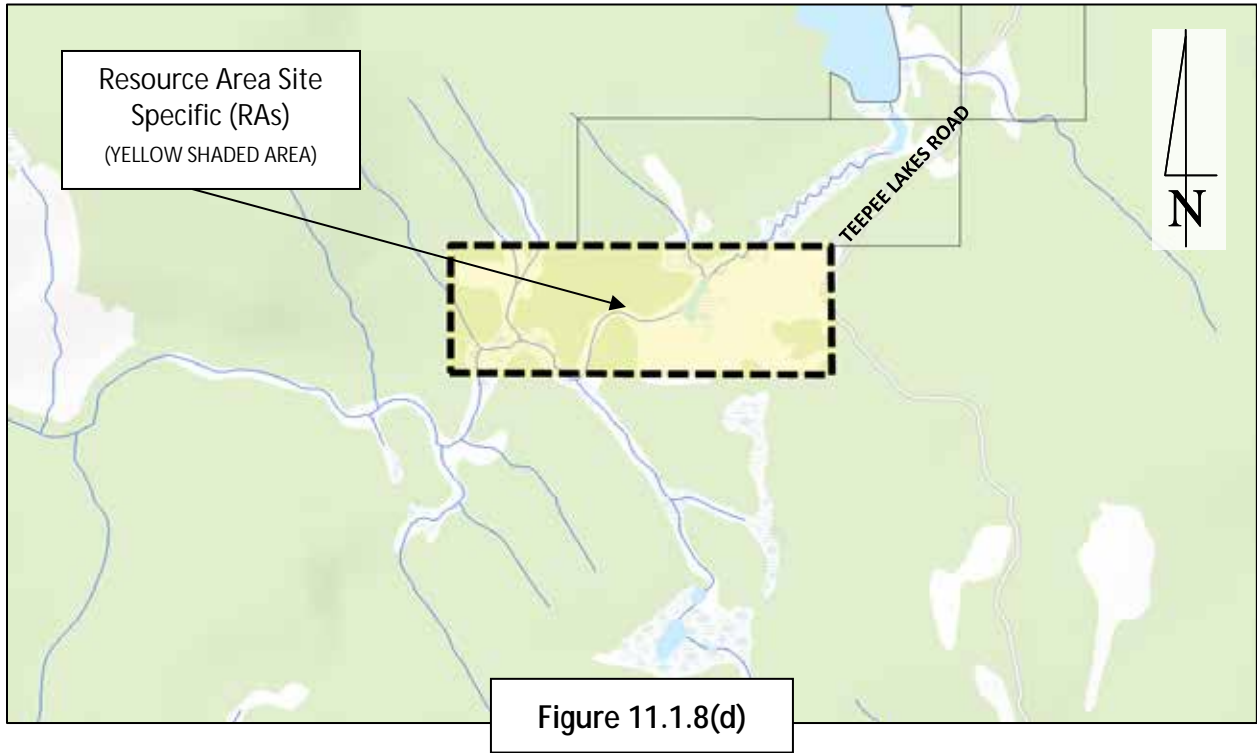 Resource Area Site
Specific (RAs)
(YELLOW SHADED AREA)
TEEPEE LAKES ROAD
N
Figure 11.1.8(d)